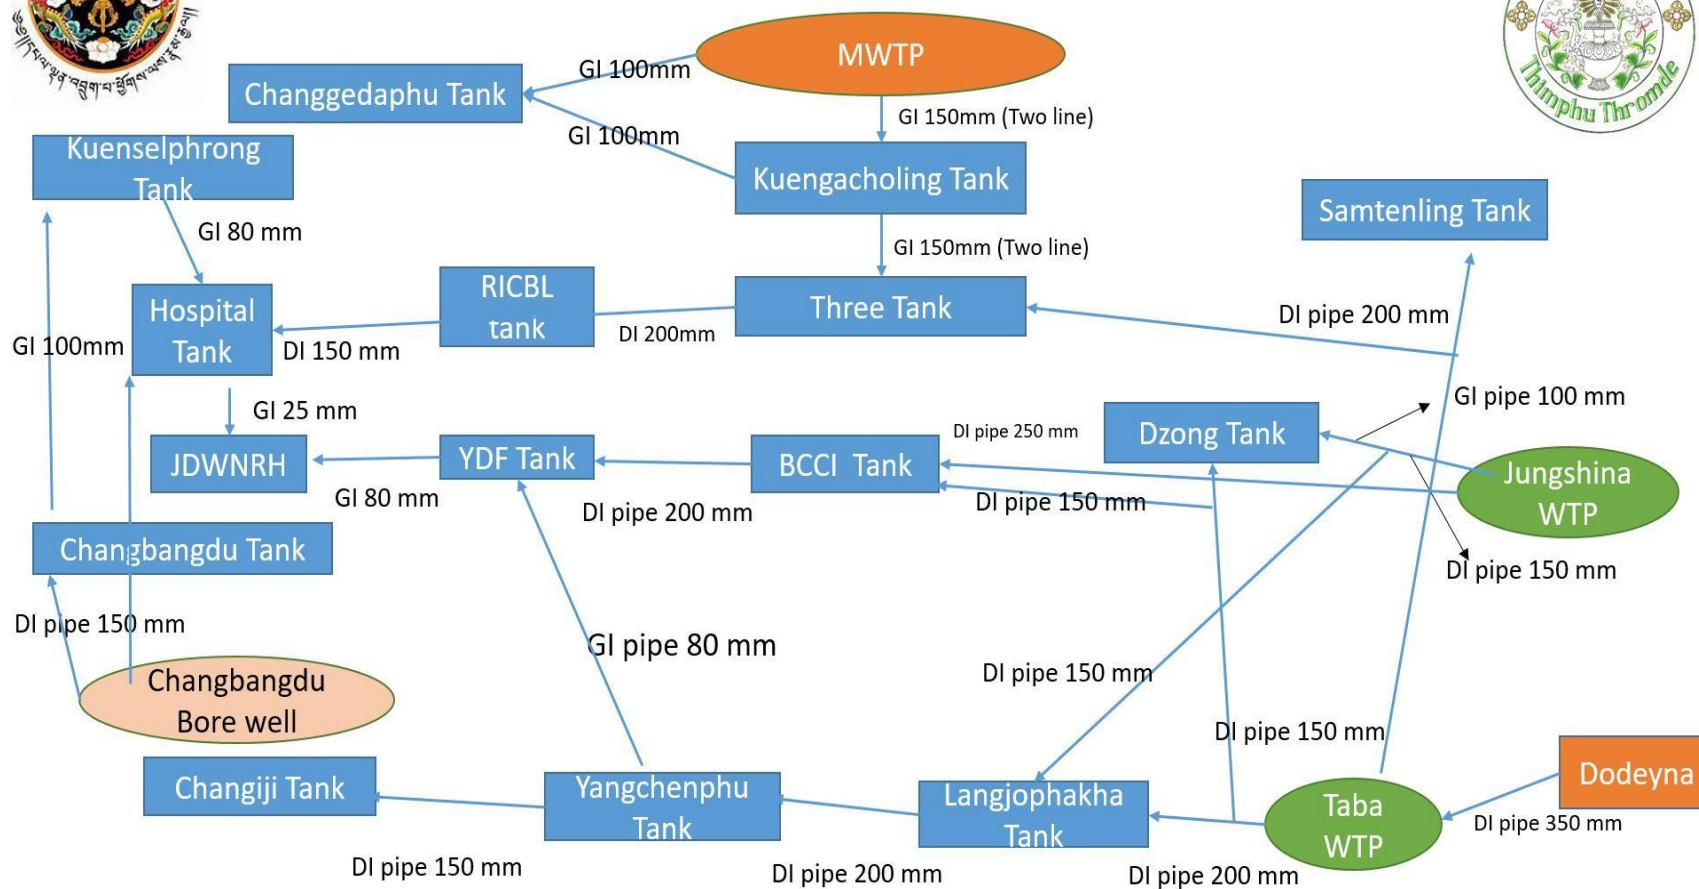 MWTP
GI 100mm
Changgedaphu Tank
GI 150mm (Two line)
GI 100mm
Thimphu Thromde
Kuenselphrong
Tank
Kuengacholing Tank
Samtenling Tank
GI 80 mm
GI 150mm (Two line)
RICBL
tank
Hospital
Tank
Three Tank
DI pipe 200 mm
DI 200mm
GI 100mm
DI 150 mm
GI pipe 100 mm
GI 25 mm
DI pipe 250 mm
Dzong Tank
JDWNRH
YDF Tank
BCCI Tank
Jungshina
WTP
GI 80 mm
DI pipe 200 mm
DI pipe 150 mm
Changbangdu Tank
DI pipe 150 mm
DI pipe 150 mm
GI pipe 80 mm
DI pipe 150 mm
Changbangdu
Bore well
DI pipe 150 mm
Dodeyna
Changiji Tank
Yangchenphu
Tank
Langjophakha
Tank
Taba
WTP
DI pipe 350 mm
DI pipe 150 mm
DI pipe 200 mm
DI pipe 200 mm